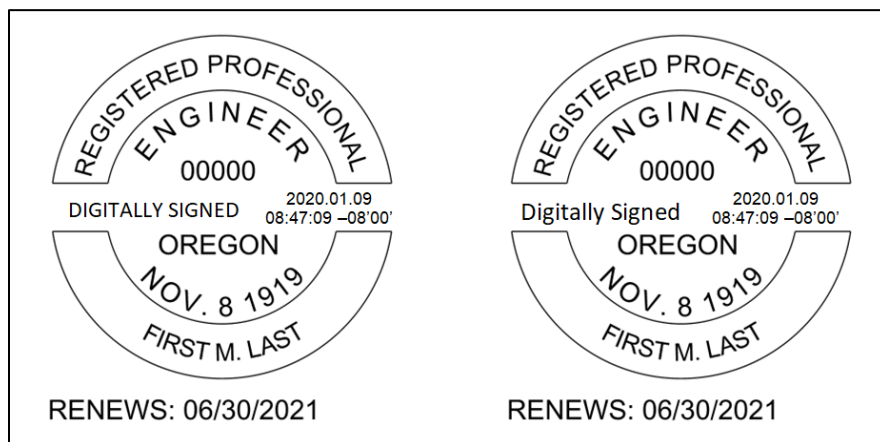 REGISTERED PROFESSIONAL
ENGINEER
00000
DIGITALLY SIGNED
2020.01.09
08:47:09 –08'00'
OREGON
NOV. 8 1919
FIRST M. LAST
RENEWS: 06/30/2021
REGISTERED PROFESSIONAL
ENGINEER
00000
Digitally Signed
2020.01.09
08:47:09 –08'00'
OREGON
NOV. 8 1919
FIRST M. LAST
RENEWS: 06/30/2021